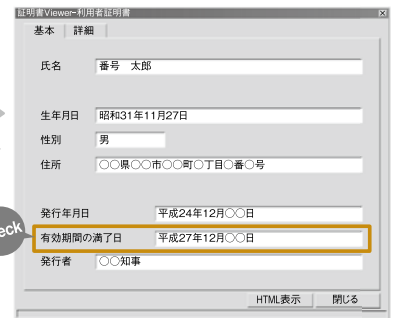 証明書Viewer-利用者証明書
基本 詳細
氏名 番号 太郎
生年月日 昭和31年11月27日
性別 男
住所 ○○県○○市○○町○丁目○番○号
発行年月日 平成24年12月○○日
eck
有効期間の満了日 平成27年12月○○日
発行者 ○○知事
HTML表示 閉じる